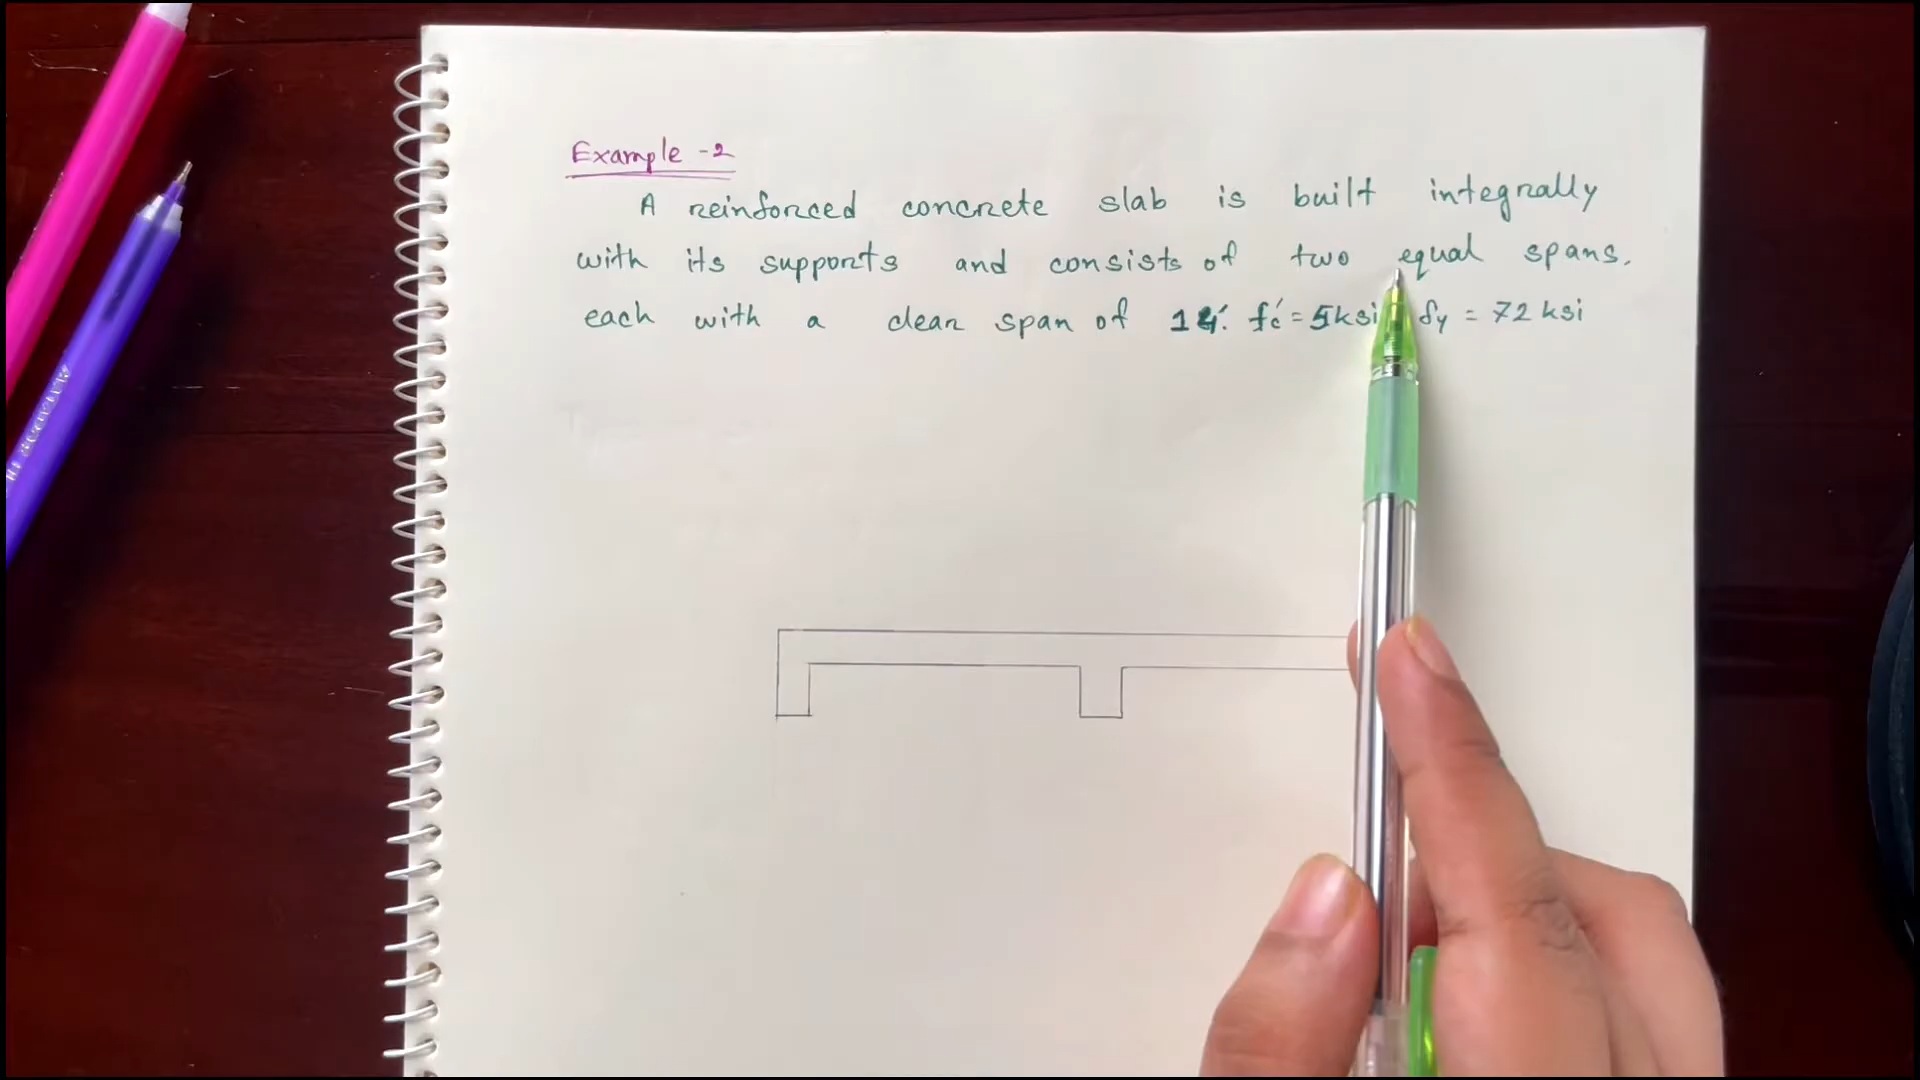 Example -2
A reinforced concrete slab is built integrally
with its supports and consists of two equal spans.
each with a clear span of 14'. f'c = 5ksi fy = 72 ksi